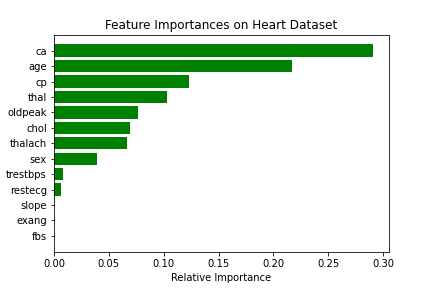 Feature Importances on Heart Dataset
ca
age
cp
thal
oldpeak
chol
thalach
sex
trestbps
restecg
slope
exang
fbs
0.00 0.05 0.10 0.15 0.20 0.25 0.30
Relative Importance